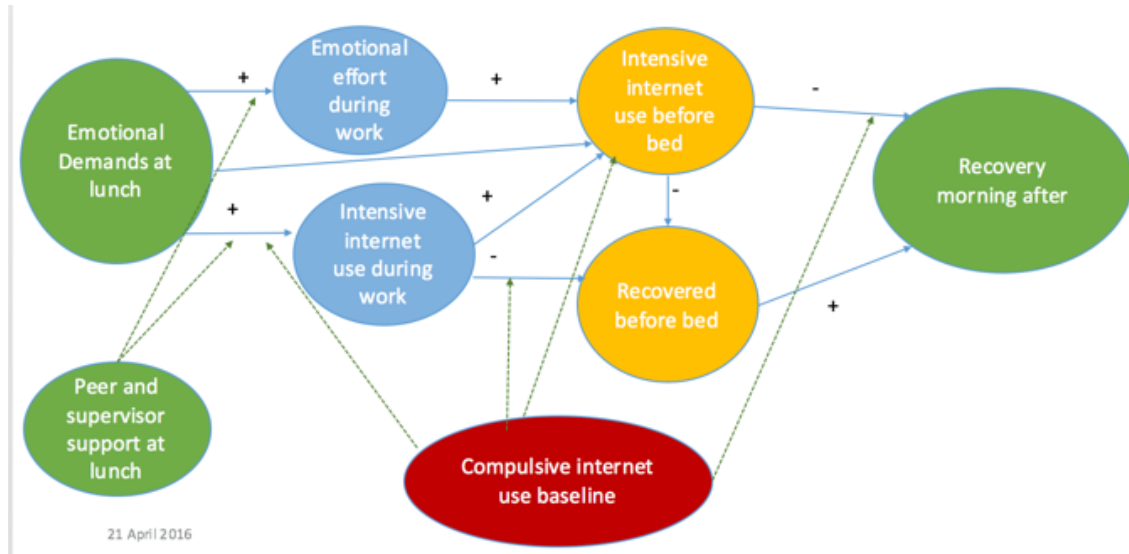 Emotional
effort
during
work
Intensive
internet
use before
bed
Emotional
Demands at
lunch
Recovery
morning after
Intensive
internet
use during
work
Recovered
before bed
Peer and
supervisor
support at
lunch
Compulsive internet
use baseline
+
+
-
+
+
-
-
+
21 April 2016